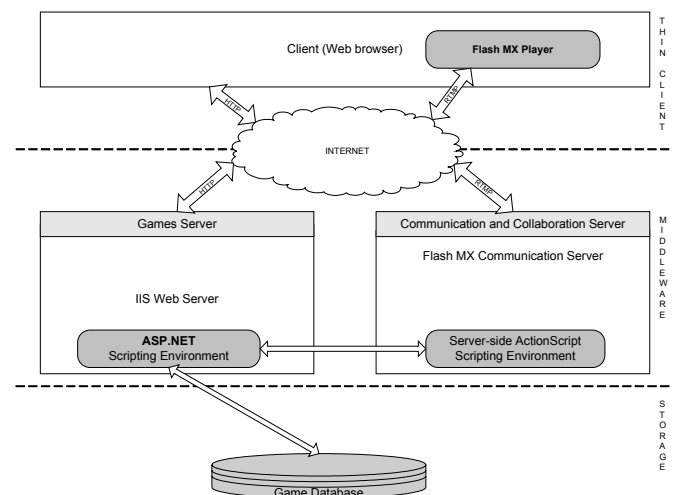 Client (Web browser)
Flash MX Player
THIN CLIENT
HTTP
RTMP
INTERNET
HTTP
RTMP
Games Server
Communication and Collaboration Server
Flash MX Communication Server
MIDDLEWARE
IIS Web Server
ASP.NET
Scripting Environment
Server-side ActionScript
Scripting Environment
STORAGE
Game Database